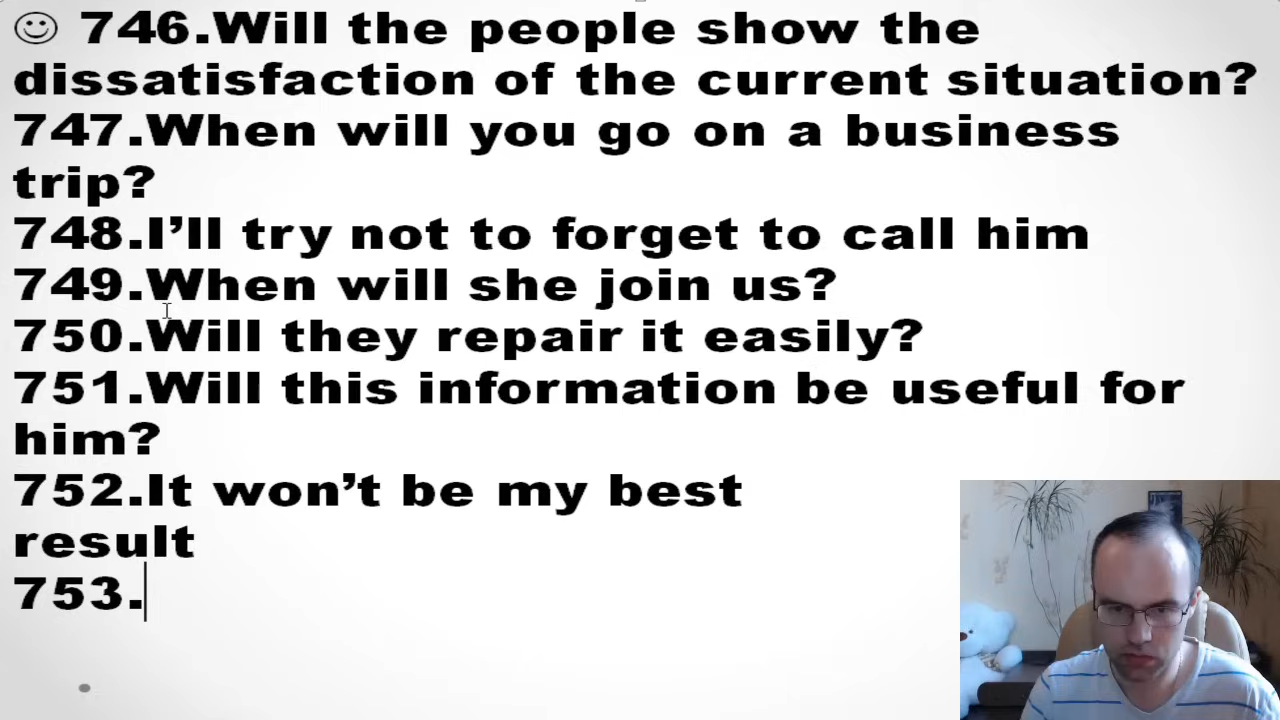 ☺ 746.Will the people show the
dissatisfaction of the current situation?
747.When will you go on a business
trip?
748.I’ll try not to forget to call him
749.When will she join us?
750.Will they repair it easily?
751.Will this information be useful for
him?
752.It won’t be my best
result
753.